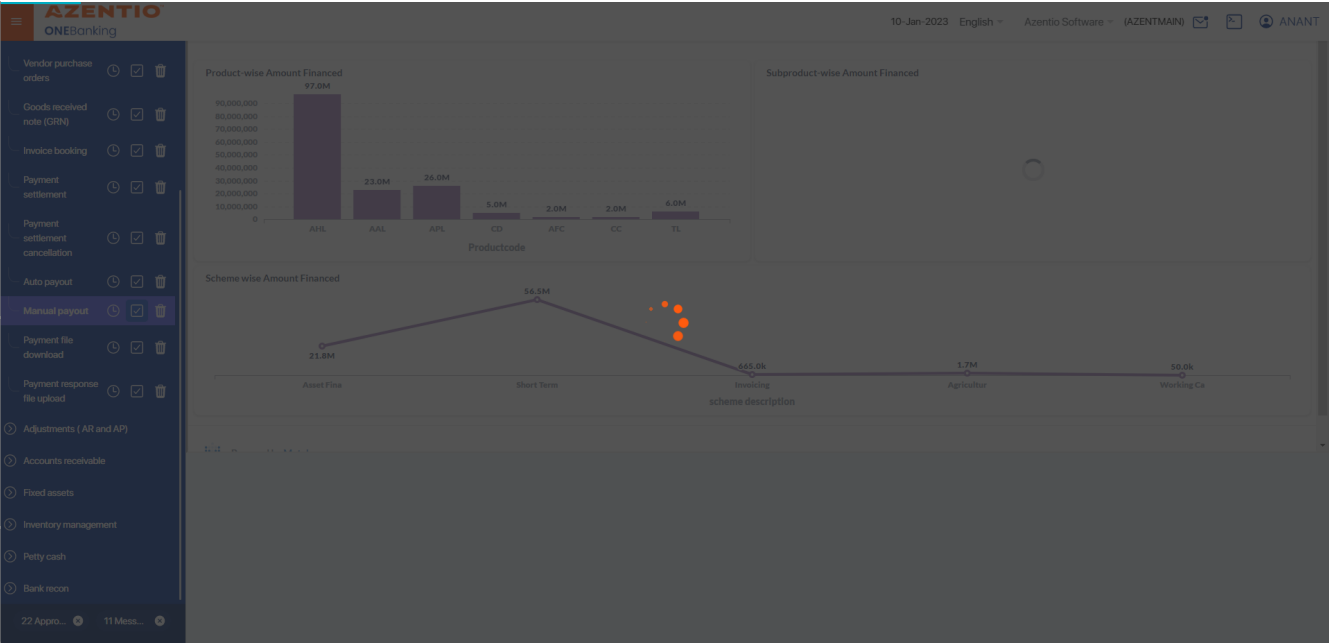 AZENTIO
ONEBanking
10-Jan-2023 English Azentio Software (AZENTMAIN) ANANT
Vendor purchase
orders
Goods received
note (GRN)
Invoice booking
Payment
settlement
Payment
settlement
cancellation
Auto payout
Manual payout
Payment file
download
Payment response
file upload
Adjustments ( AR and AP)
Accounts receivable
Fixed assets
Inventory management
Petty cash
Bank recon
22 Appro... 11 Mess...
Product-wise Amount Financed
97.0M
90,000,000
80,000,000
70,000,000
60,000,000
50,000,000
40,000,000
30,000,000
20,000,000
10,000,000
0
23.0M 26.0M 5.0M 2.0M 2.0M 6.0M
AHL AAL APL CD AFC CC TL
Productcode
Subproduct-wise Amount Financed
Scheme wise Amount Financed
21.8M 56.5M 665.0k 1.7M 50.0k
Asset Fina Short Term Invoicing Agricultur Working Ca
scheme description